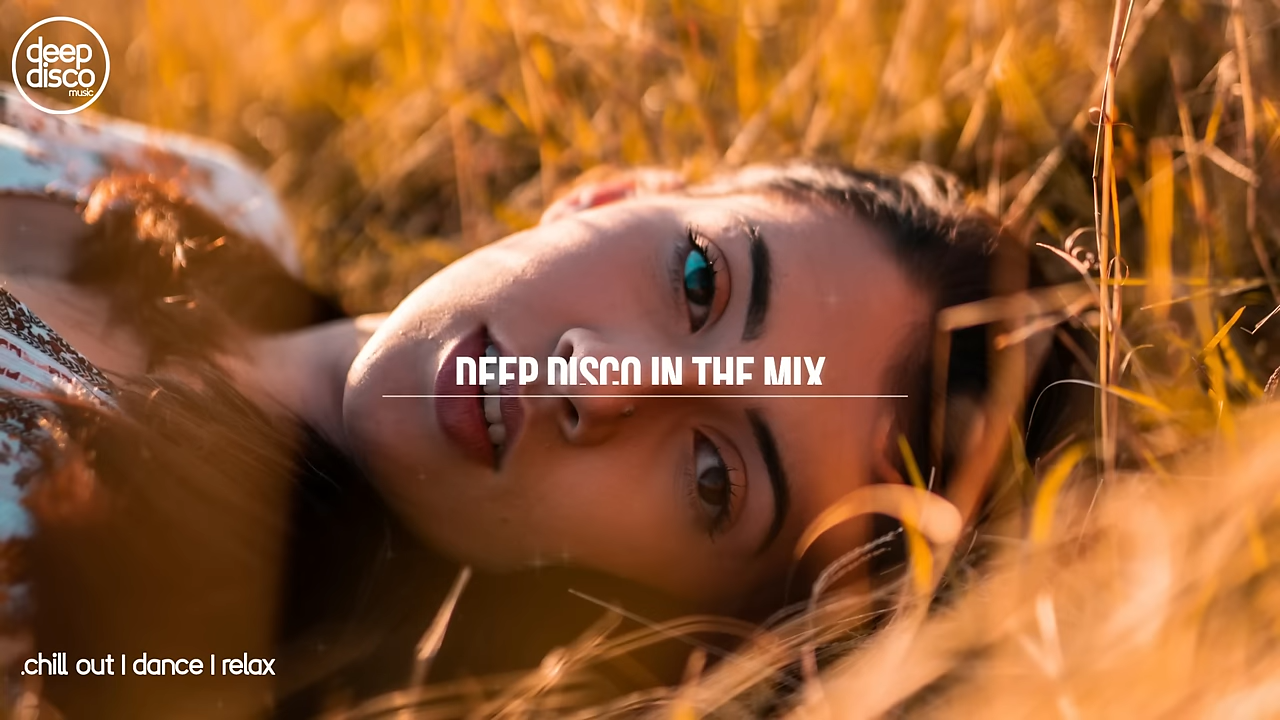 deep
disco
music
DEEP DISCO IN THE MIX
.chill out | dance | relax